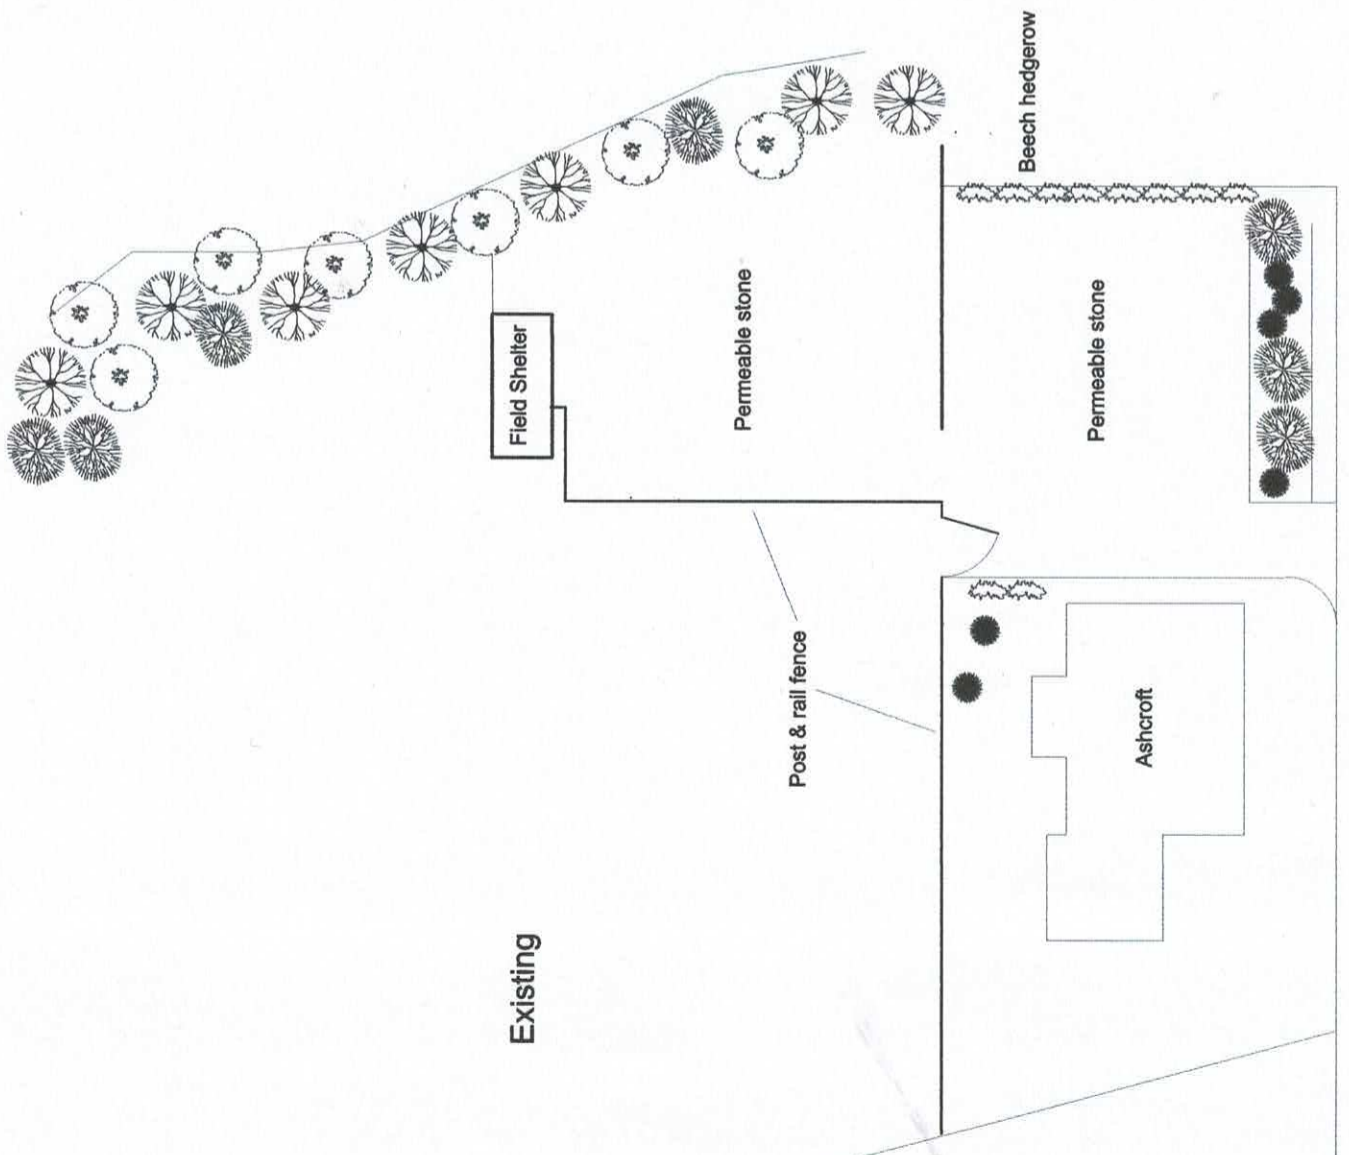 Existing
Field Shelter
Permeable stone
Post & rail fence
Beech hedgerow
Permeable stone
Ashcroft